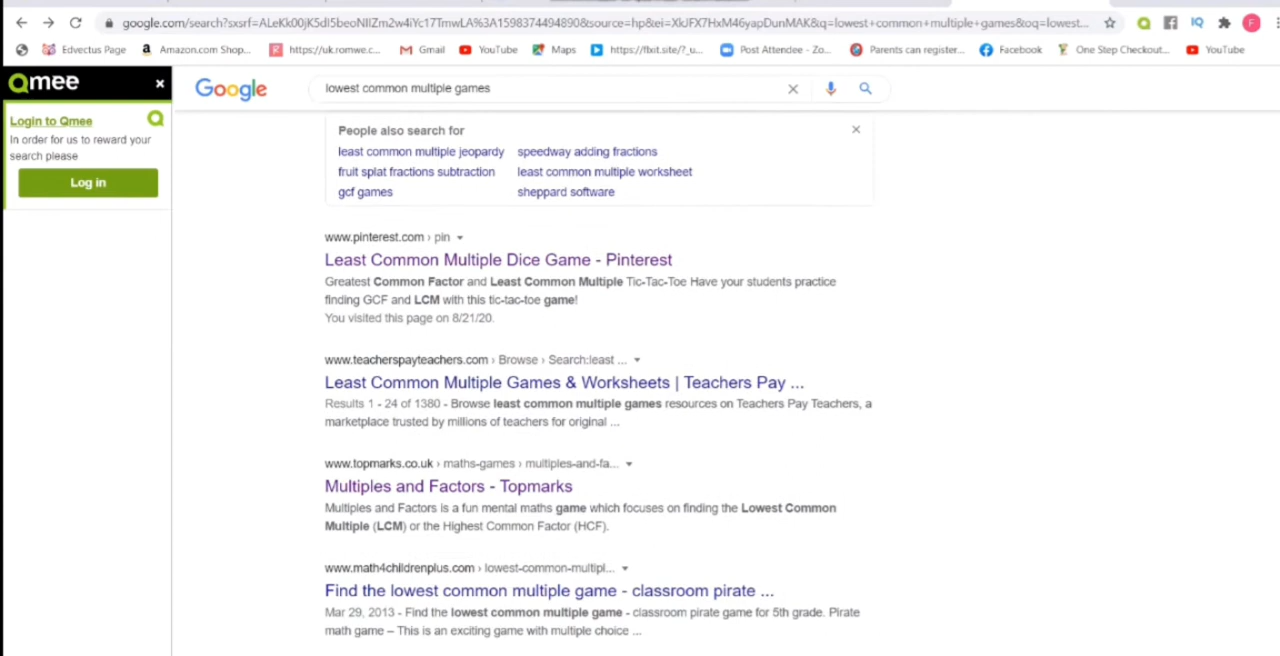 google.com/search?sxsrf=
&source=hp&ei=
&q=lowest+common+multiple+games&oq=lowest...
F
Edvectus Page
a Amazon.com Shop...
https://uk.romwe.c...
Gmail
YouTube
Maps
https://fbxit.site/?_u...
Post Attendee - Zo...
Parents can register...
Facebook
One Step Checkout...
YouTube
Qmee
Login to Qmee
In order for us to reward your
search please
Log in
Google
lowest common multiple games
People also search for
least common multiple jeopardy speedway adding fractions
fruit splat fractions subtraction least common multiple worksheet
gcf games sheppard software
www.pinterest.com › pin
Least Common Multiple Dice Game - Pinterest
Greatest Common Factor and Least Common Multiple Tic-Tac-Toe Have your students practice
finding GCF and LCM with this tic-tac-toe game!
You visited this page on 8/21/20.
www.teacherspayteachers.com › Browse › Search:least ...
Least Common Multiple Games & Worksheets | Teachers Pay ...
Results 1 - 24 of 1380 - Browse least common multiple games resources on Teachers Pay Teachers, a
marketplace trusted by millions of teachers for original ...
www.topmarks.co.uk › maths-games › multiples-and-fa...
Multiples and Factors - Topmarks
Multiples and Factors is a fun mental maths game which focuses on finding the Lowest Common
Multiple (LCM) or the Highest Common Factor (HCF).
www.math4childrenplus.com › lowest-common-multipl...
Find the lowest common multiple game - classroom pirate ...
Mar 29, 2013 - Find the lowest common multiple game - classroom pirate game for 5th grade. Pirate
math game – This is an exciting game with multiple choice ...